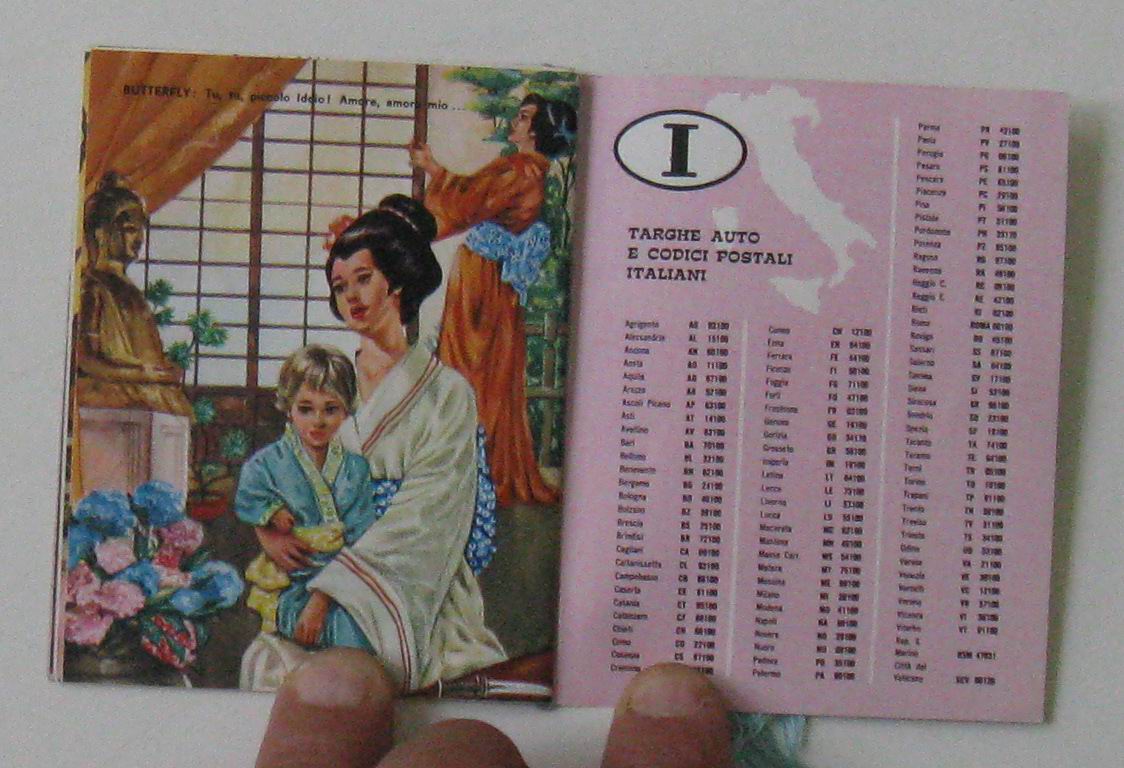 BUTTERFLY: Tu, tu, piccolo Iddio! Amore, amore mio ...
I
TARGHE AUTO
E CODICI POSTALI
ITALIANI
Agrigento AG 92100
Alessandria AL 15100
Ancona AN 60100
Aosta AO 11100
Aquila AQ 67100
Arezzo AR 52100
Ascoli Piceno AP 63100
Asti AT 14100
Avellino AV 83100
Bari BA 70100
Belluno BL 32100
Benevento BN 82100
Bergamo BG 24100
Bologna BO 40100
Bolzano BZ 39100
Brescia BS 25100
Brindisi BR 72100
Cagliari CA 09100
Caltanissetta CL 93100
Campobasso CB 86100
Caserta CE 81100
Catania CT 95100
Catanzaro CZ 88100
Chieti CH 66100
Como CO 22100
Cosenza CS 87100
Cremona
Cuneo CN 12100
Enna EN 94100
Ferrara FE 44100
Firenze FI 50100
Foggia FG 71100
Forlì FO 47100
Frosinone FR 03100
Genova GE 16100
Gorizia GO 34170
Grosseto GR 58100
Imperia IM 18100
Latina LT 04100
Lecce LE 73100
Livorno LI 57100
Lucca LU 55100
Macerata MC 62100
Mantova MN 46100
Massa Carr. MS 54100
Matera MT 75100
Messina ME 98100
Milano MI 20100
Modena MO 41100
Napoli NA 80100
Novara NO 28100
Nuoro NU 08100
Padova PD 35100
Palermo PA 90100
Parma PR 43100
Pavia PV 27100
Perugia PG 06100
Pesaro PS 61100
Pescara PE 65100
Piacenza PC 29100
Pisa PI 56100
Pistoia PT 51100
Pordenone PN 33170
Potenza PZ 85100
Ragusa RG 97100
Ravenna RA 48100
Reggio C. RC 89100
Reggio E. RE 42100
Rieti RI 02100
Roma ROMA 00100
Rovigo RO 45100
Sassari SS 07100
Salerno SA 84100
Savona SV 17100
Siena SI 53100
Siracusa SR 96100
Sondrio SO 23100
Spezia SP 19100
Taranto TA 74100
Teramo TE 64100
Terni TR 05100
Torino TO 10100
Trapani TP 91100
Trento TN 38100
Treviso TV 31100
Trieste TS 34100
Udine UD 33100
Varese VA 21100
Venezia VE 30100
Vercelli VC 13100
Verona VR 37100
Vicenza VI 36100
Viterbo VT 01100
Rep. S.
Marino RSM 47031
Città del
Vaticano SCV 00120